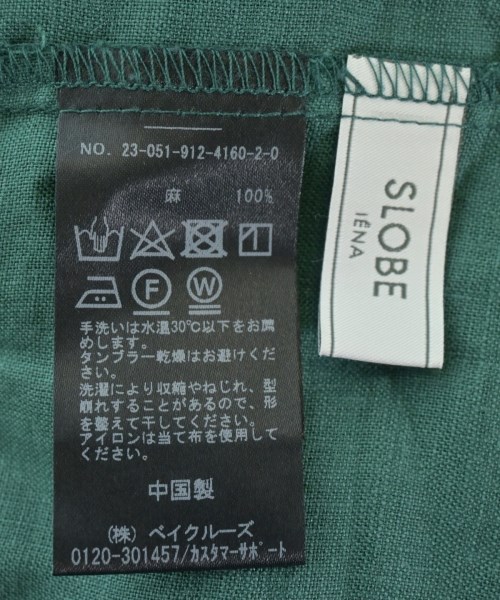 NO. 23-051-912-4160-2-0
麻 100%
F W
手洗いは水温30℃以下をお薦
めします。
タンブラー乾燥はお避けくださ
い。
洗濯により収縮やねじれ、型
崩れすることがあるので、形
を整えて干してください。
アイロンは当て布を使用して
ください。
中国製
(株) ベイクルーズ
0120-301457/カスタマーサポート
SLOBE
IÉNA